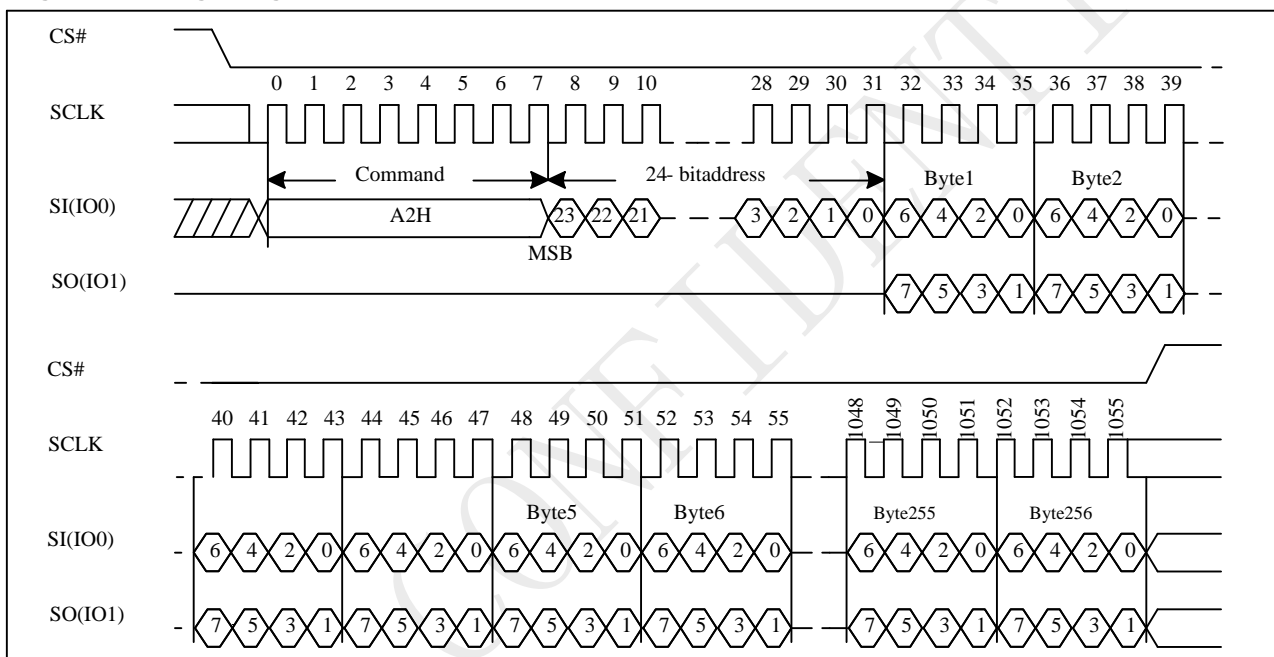 CS#
0 1 2 3 4 5 6 7 8 9 10 28 29 30 31 32 33 34 35 36 37 38 39
SCLK
Command 24- bitaddress Byte1 Byte2
SI(IO0) A2H 23 22 21 3 2 1 0 6 4 2 0 6 4 2 0
MSB
SO(IO1) 7 5 3 1 7 5 3 1
CS#
40 41 42 43 44 45 46 47 48 49 50 51 52 53 54 55 1048 1049 1050 1051 1052 1053 1054 1055
SCLK
Byte5 Byte6 Byte255 Byte256
SI(IO0) 6 4 2 0 6 4 2 0 6 4 2 0 6 4 2 0 6 4 2 0 6 4 2 0
SO(IO1) 7 5 3 1 7 5 3 1 7 5 3 1 7 5 3 1 7 5 3 1 7 5 3 1
CONFIDENT